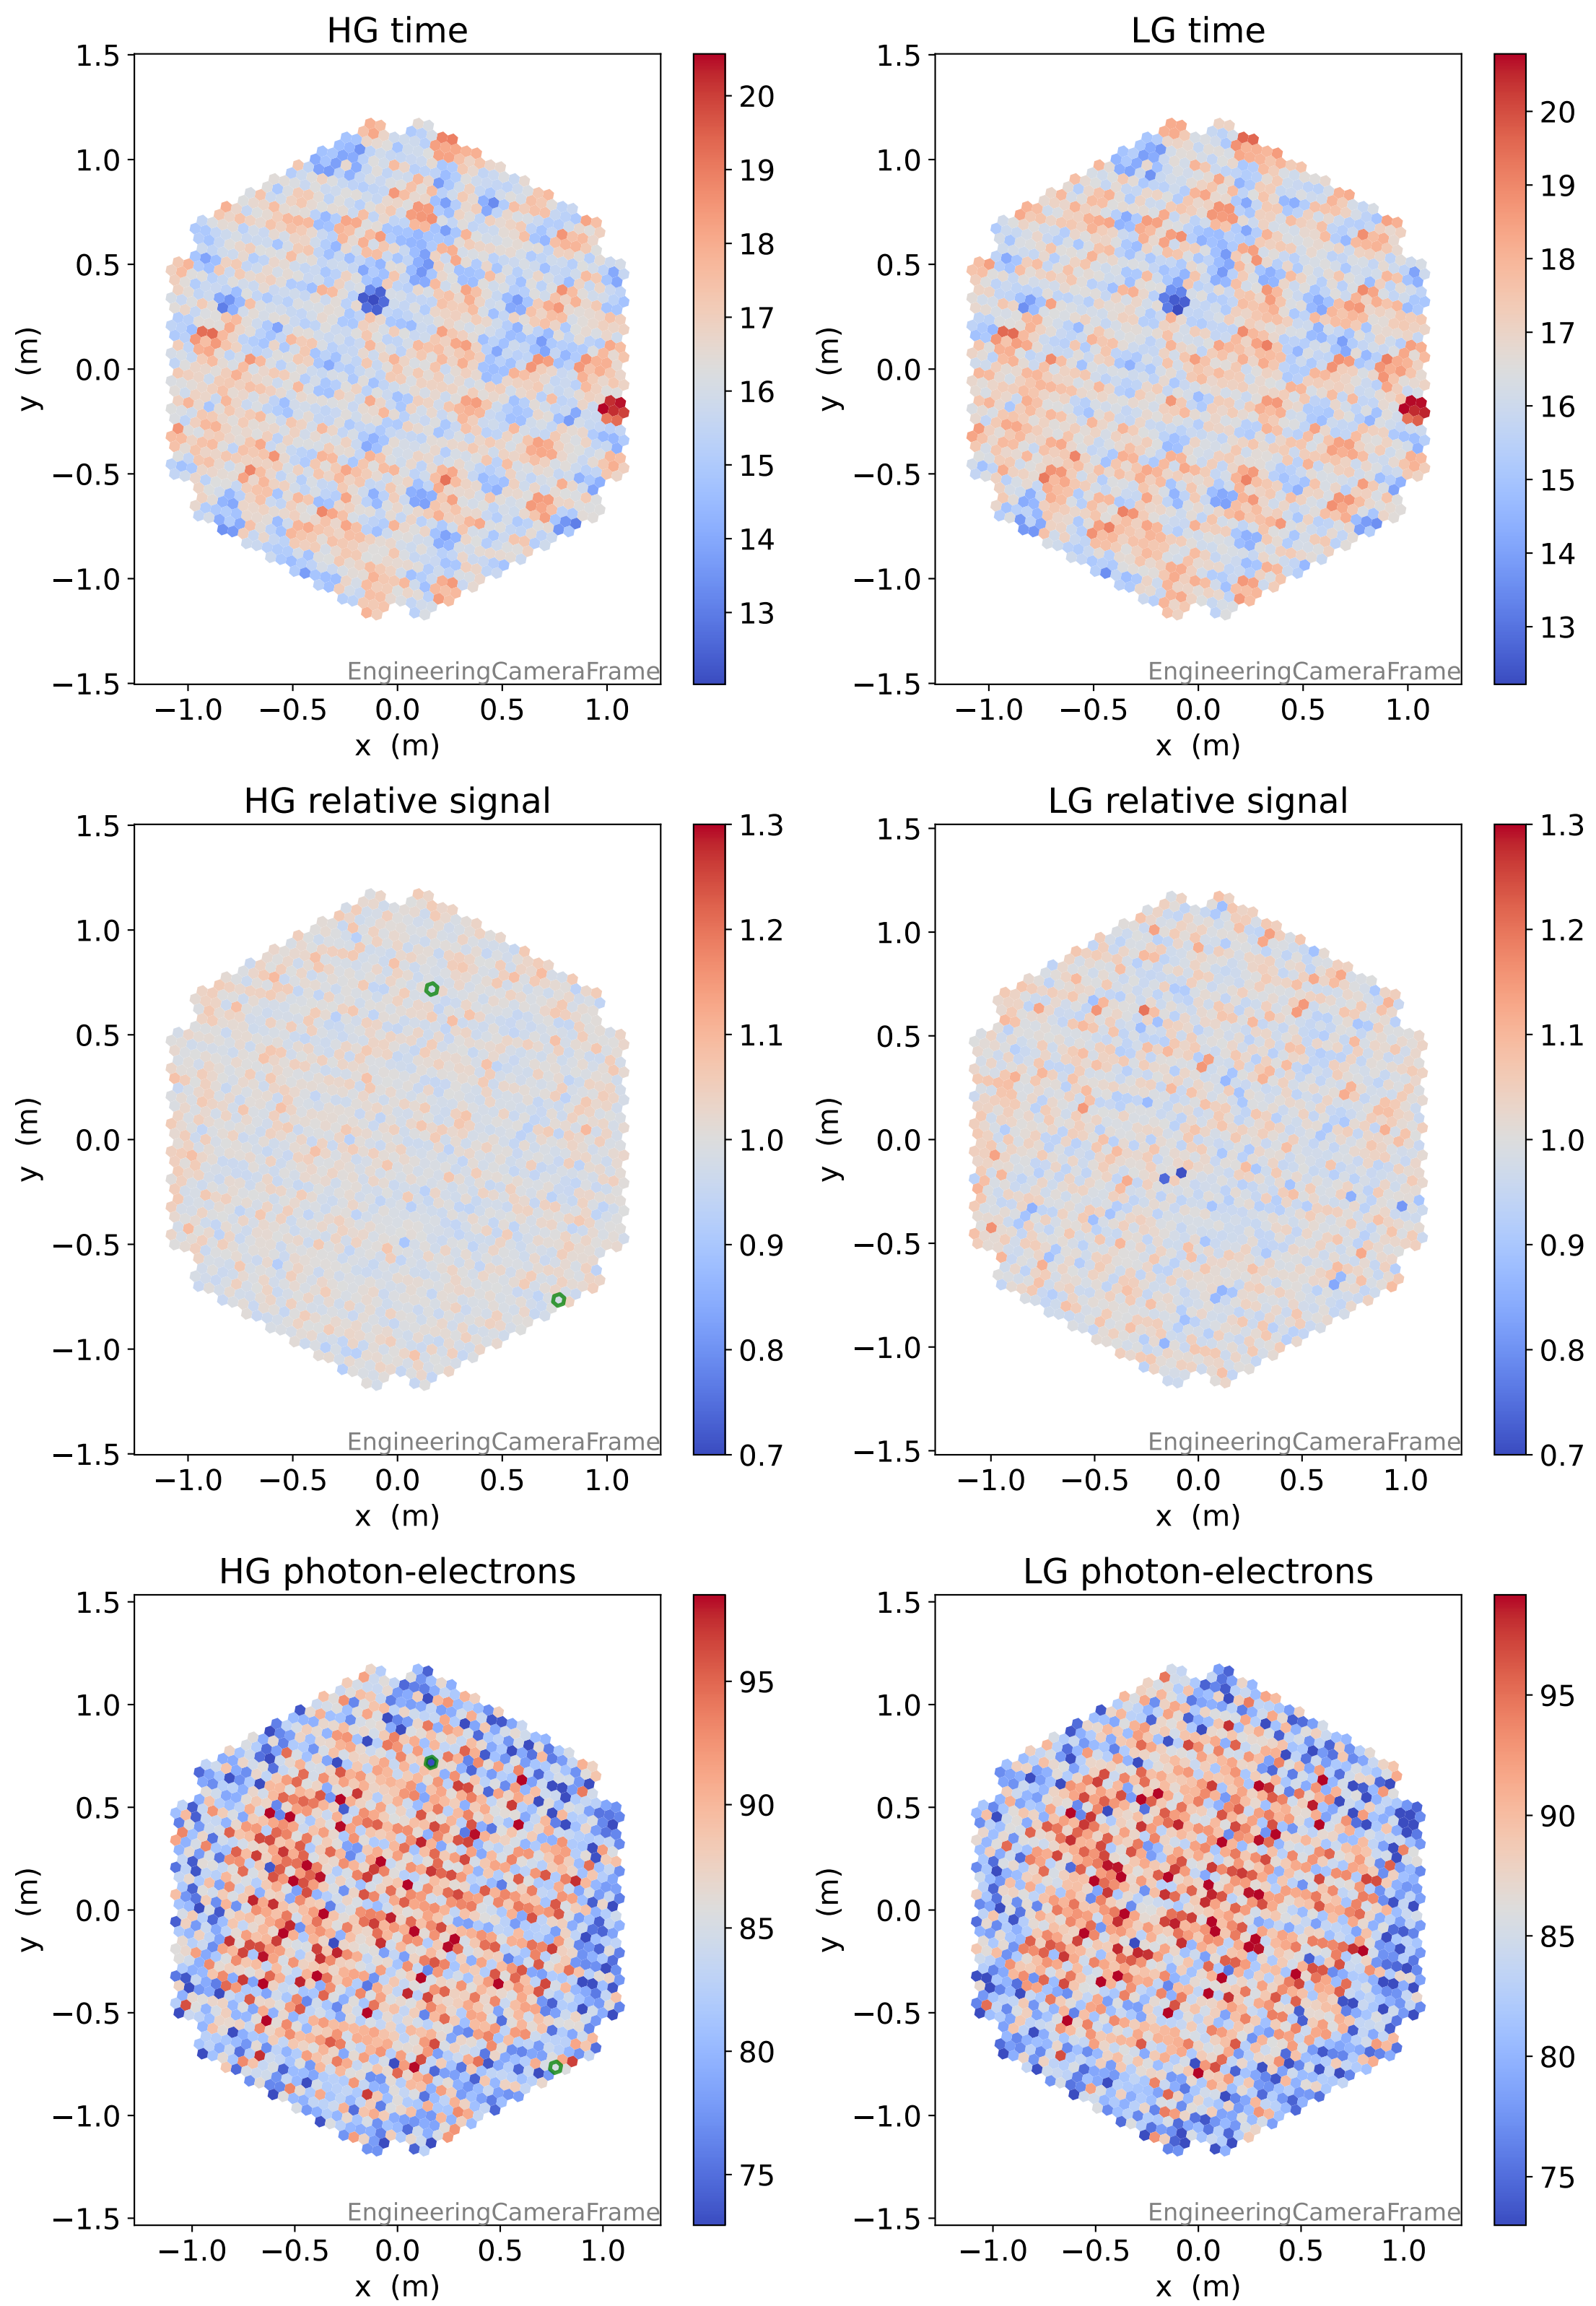 HG time
1.5
1.0
0.5
0.0
−0.5
−1.0
−1.5
y (m)
−1.0 −0.5 0.0 0.5 1.0
x (m)
EngineeringCameraFrame
20
19
18
17
16
15
14
13
LG time
1.5
1.0
0.5
0.0
−0.5
−1.0
−1.5
y (m)
−1.0 −0.5 0.0 0.5 1.0
x (m)
EngineeringCameraFrame
20
19
18
17
16
15
14
13
HG relative signal
1.5
1.0
0.5
0.0
−0.5
−1.0
−1.5
y (m)
−1.0 −0.5 0.0 0.5 1.0
x (m)
EngineeringCameraFrame
1.3
1.2
1.1
1.0
0.9
0.8
0.7
LG relative signal
1.5
1.0
0.5
0.0
−0.5
−1.0
−1.5
y (m)
−1.0 −0.5 0.0 0.5 1.0
x (m)
EngineeringCameraFrame
1.3
1.2
1.1
1.0
0.9
0.8
0.7
HG photon-electrons
1.5
1.0
0.5
0.0
−0.5
−1.0
−1.5
y (m)
−1.0 −0.5 0.0 0.5 1.0
x (m)
EngineeringCameraFrame
95
90
85
80
75
LG photon-electrons
1.5
1.0
0.5
0.0
−0.5
−1.0
−1.5
y (m)
−1.0 −0.5 0.0 0.5 1.0
x (m)
EngineeringCameraFrame
95
90
85
80
75